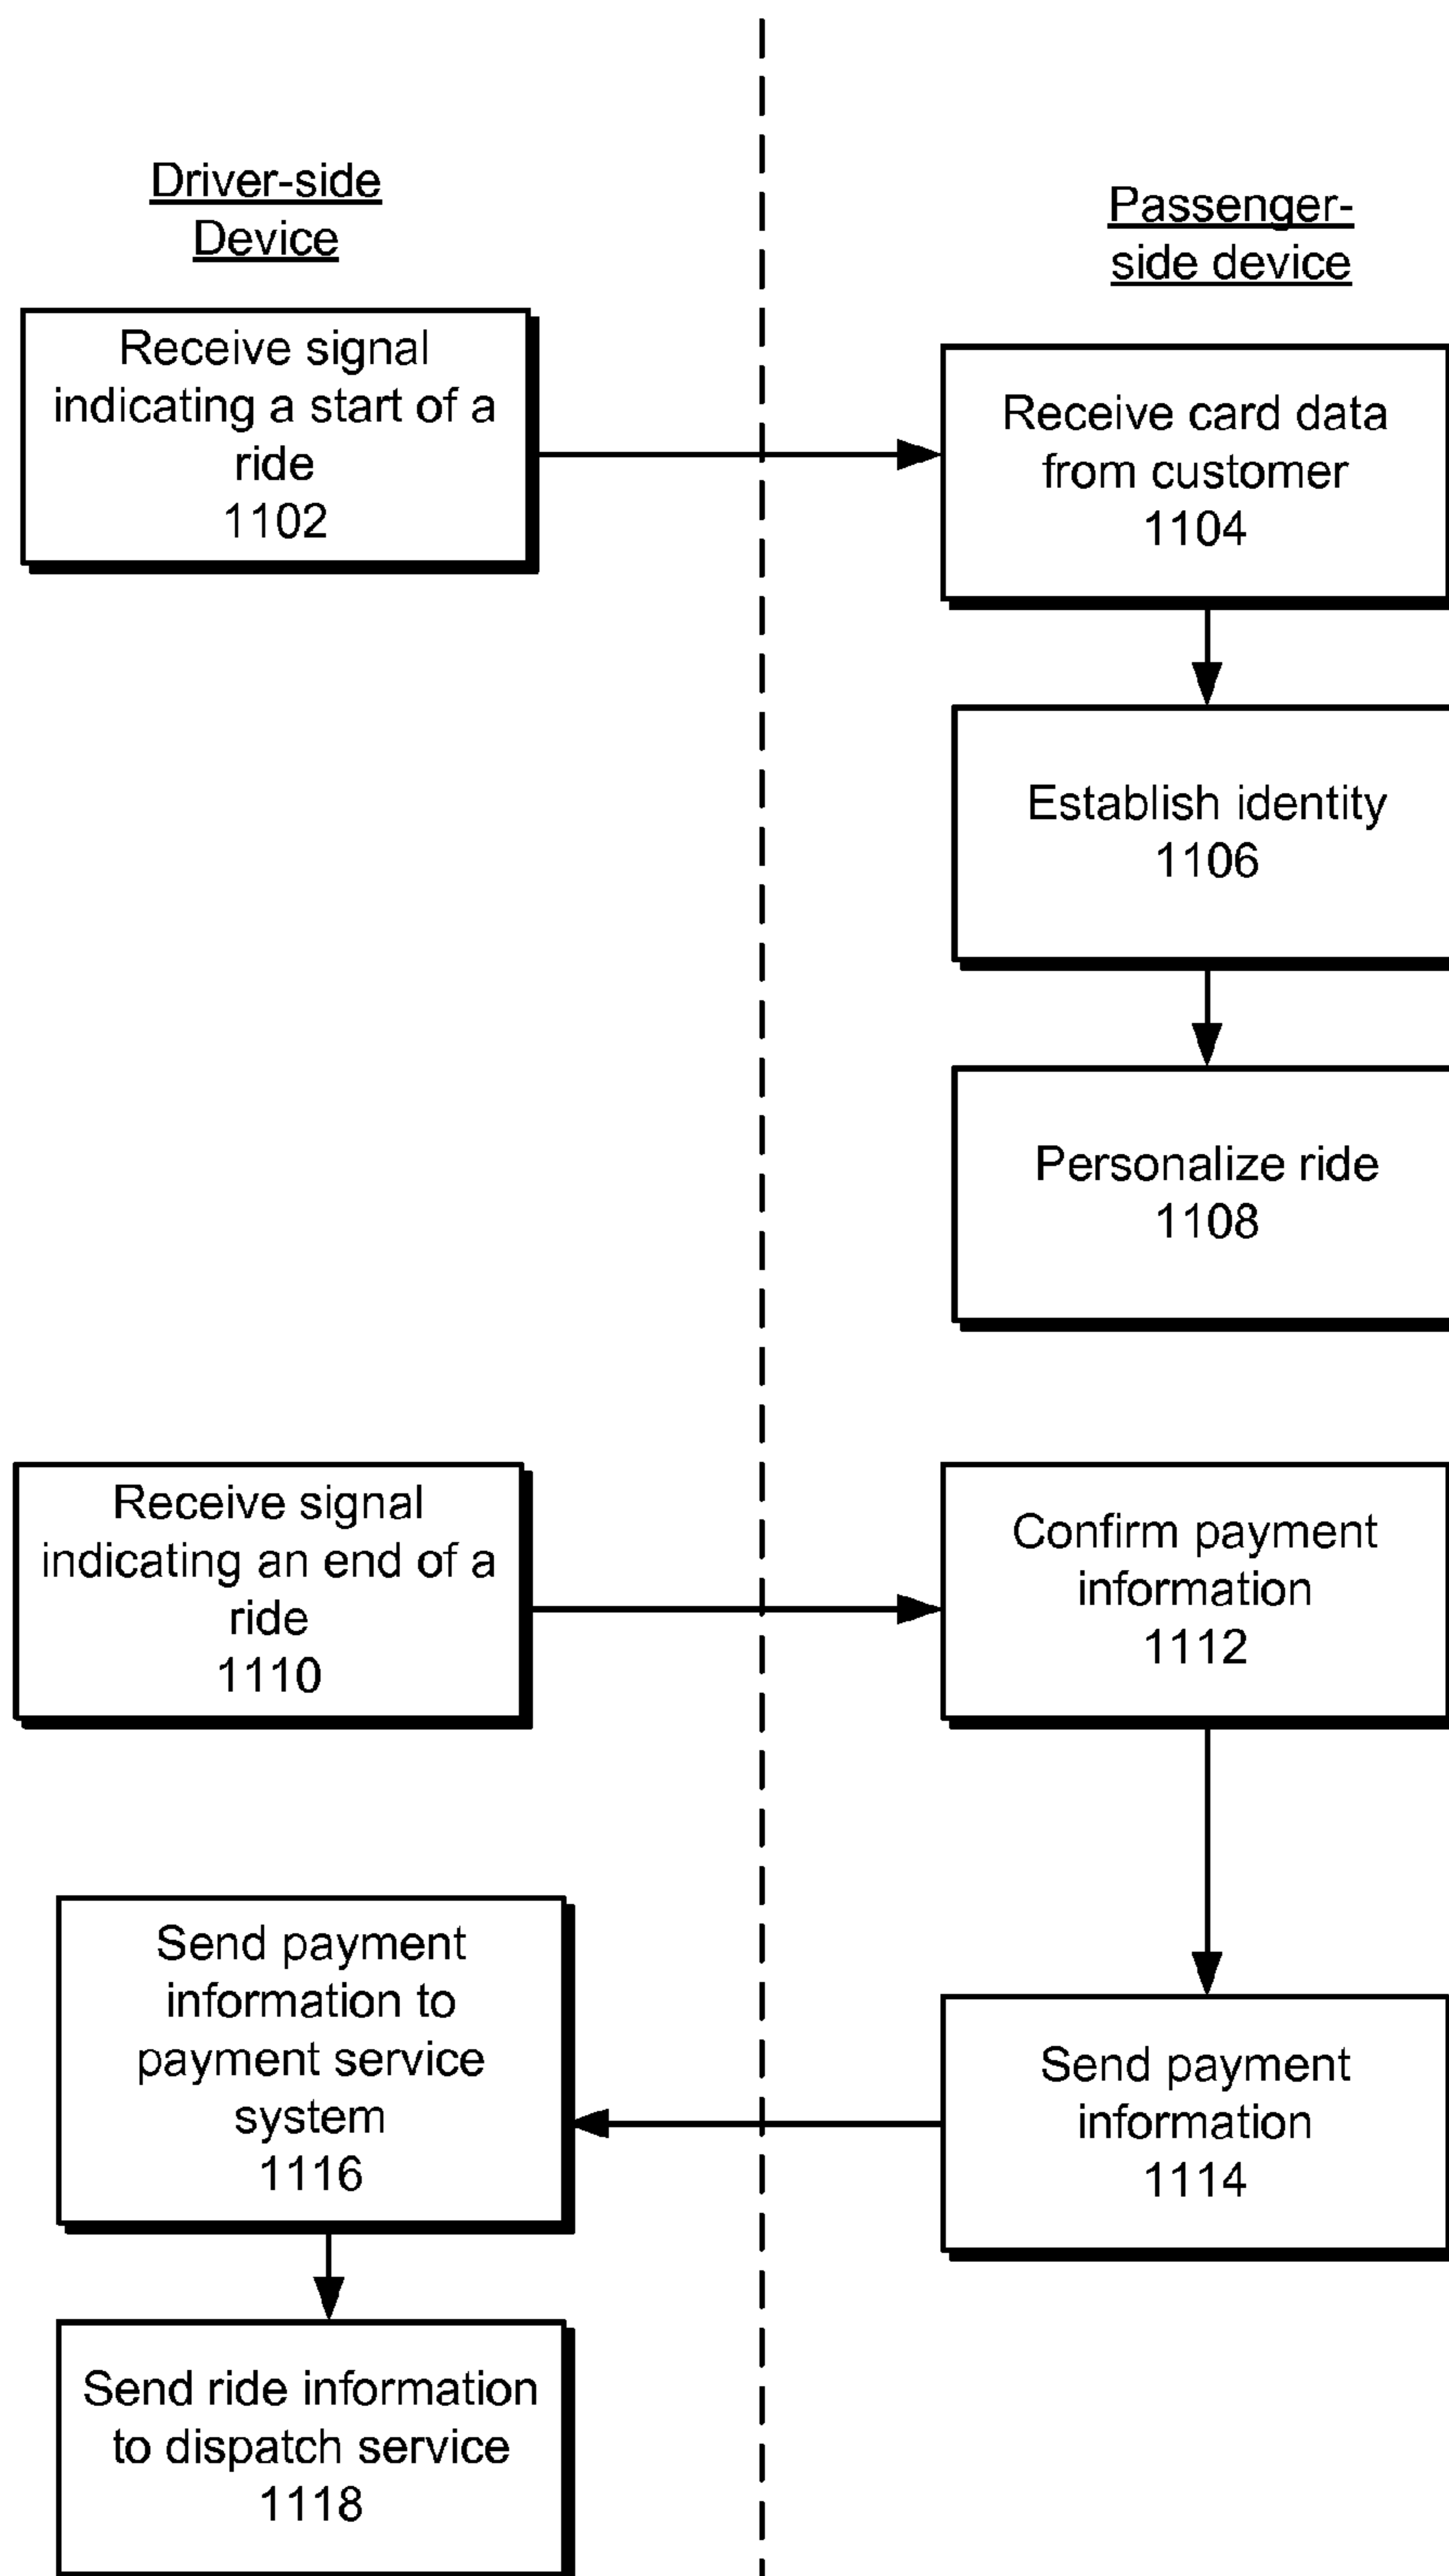 Driver-side
Device
Passenger-
side device
Receive signal
indicating a start of a
ride
1102
Receive card data
from customer
1104
Establish identity
1106
Personalize ride
1108
Receive signal
indicating an end of a
ride
1110
Confirm payment
information
1112
Send payment
information
1114
Send payment
information to
payment service
system
1116
Send ride information
to dispatch service
1118